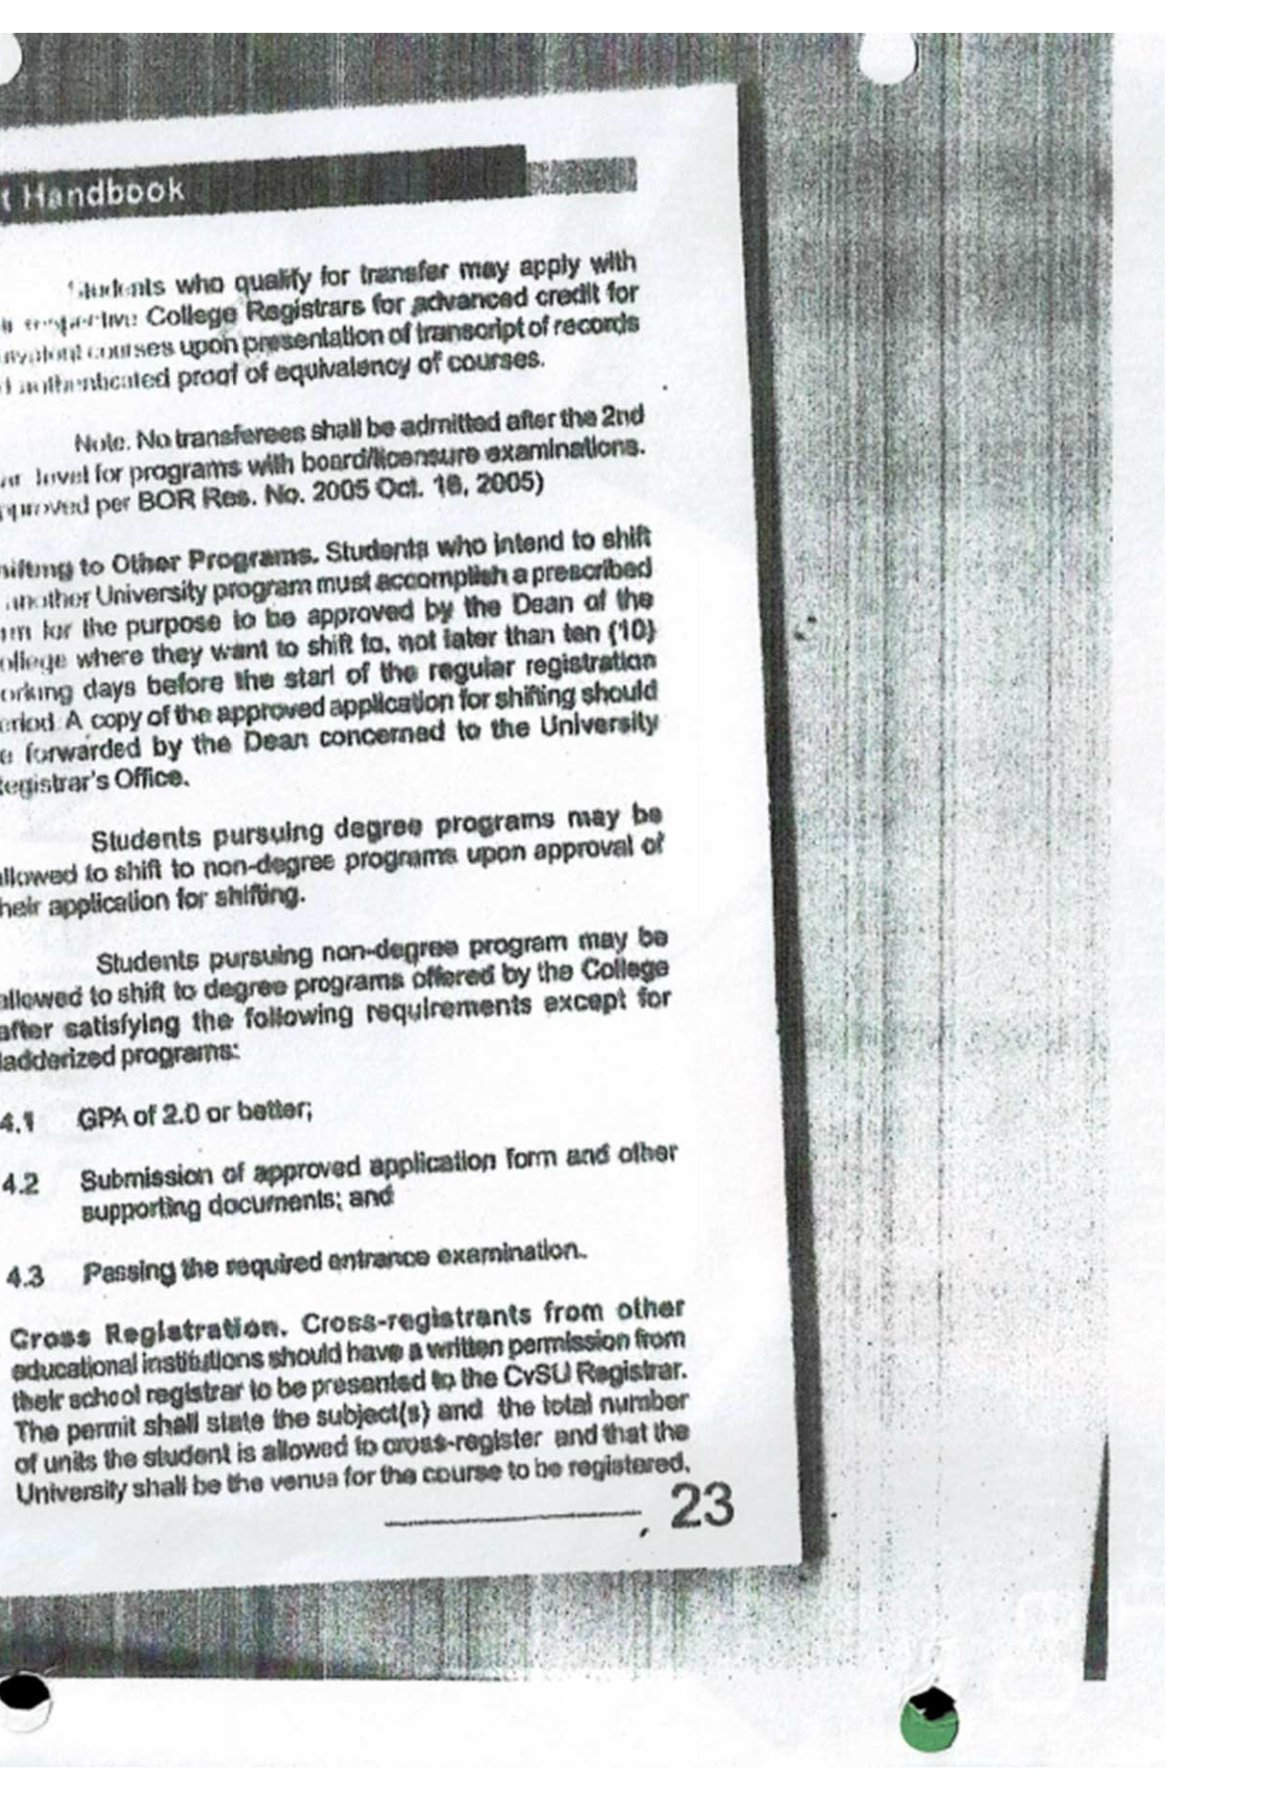 t Handbook
Students who qualify for transfer may apply with
College Registrars for advanced credit for
courses upon presentation of transcript of records
authenticated proof of equivalency of courses.
Note. No transferees shall be admitted after the 2nd
level for programs with board/licensure examinations.
per BOR Res. No. 2005 Oct. 18, 2005)
hifting to Other Programs. Students who intend to shift
another University program must accomplish a prescribed
rm for the purpose to be approved by the Dean of the
ollege where they want to shift to, not later than ten (10)
orking days before the start of the regular registration
eriod. A copy of the approved application for shifting should
e forwarded by the Dean concerned to the University
egistrar's Office.
Students pursuing degree programs may be
llowed to shift to non-degree programs upon approval of
heir application for shifting.
Students pursuing non-degree program may be
allowed to shift to degree programs offered by the College
after satisfying the following requirements except for
ladderized programs:
4.1 GPA of 2.0 or better;
4.2 Submission of approved application form and other
supporting documents; and
4.3 Passing the required entrance examination.
Cross Registration. Cross-registrants from other
educational institutions should have a written permission from
their school registrar to be presented to the CvSU Registrar.
The permit shall state the subject(s) and the total number
of units the student is allowed to cross-register and that the
University shall be the venue for the course to be registered.
23